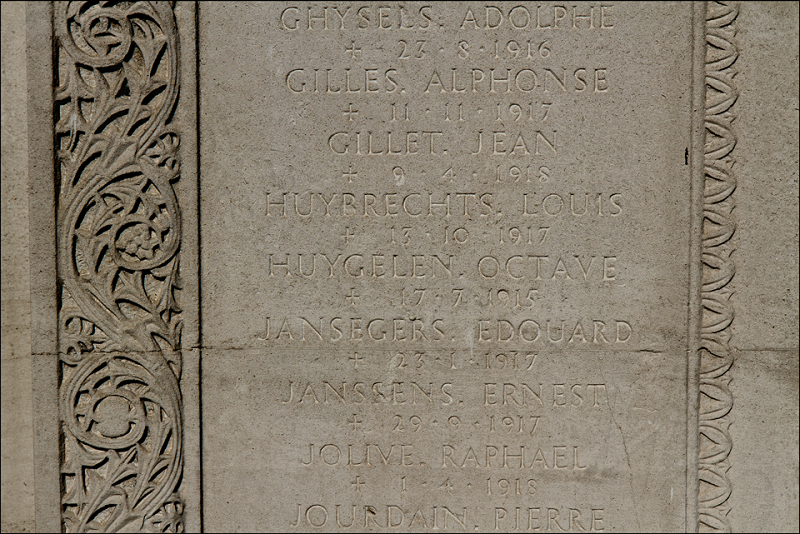 GHYSELS. ADOLPHE
+ 23 · 8 · 1916
GILLES. ALPHONSE
+ 11 · 11 · 1917
GILLET. JEAN
+ 9 · 4 · 1918
HUYBRECHTS. LOUIS
+ 13 · 10 · 1917
HUYGELEN. OCTAVE
+ 17 · 7 · 1915
JANSEGERS. EDOUARD
+ 23 · 1 · 1917
JANSSENS. ERNEST
+ 29 · 9 · 1917
JOLIVE. RAPHAEL
+ 1 · 4 · 1918
JOURDAIN. PIERRE